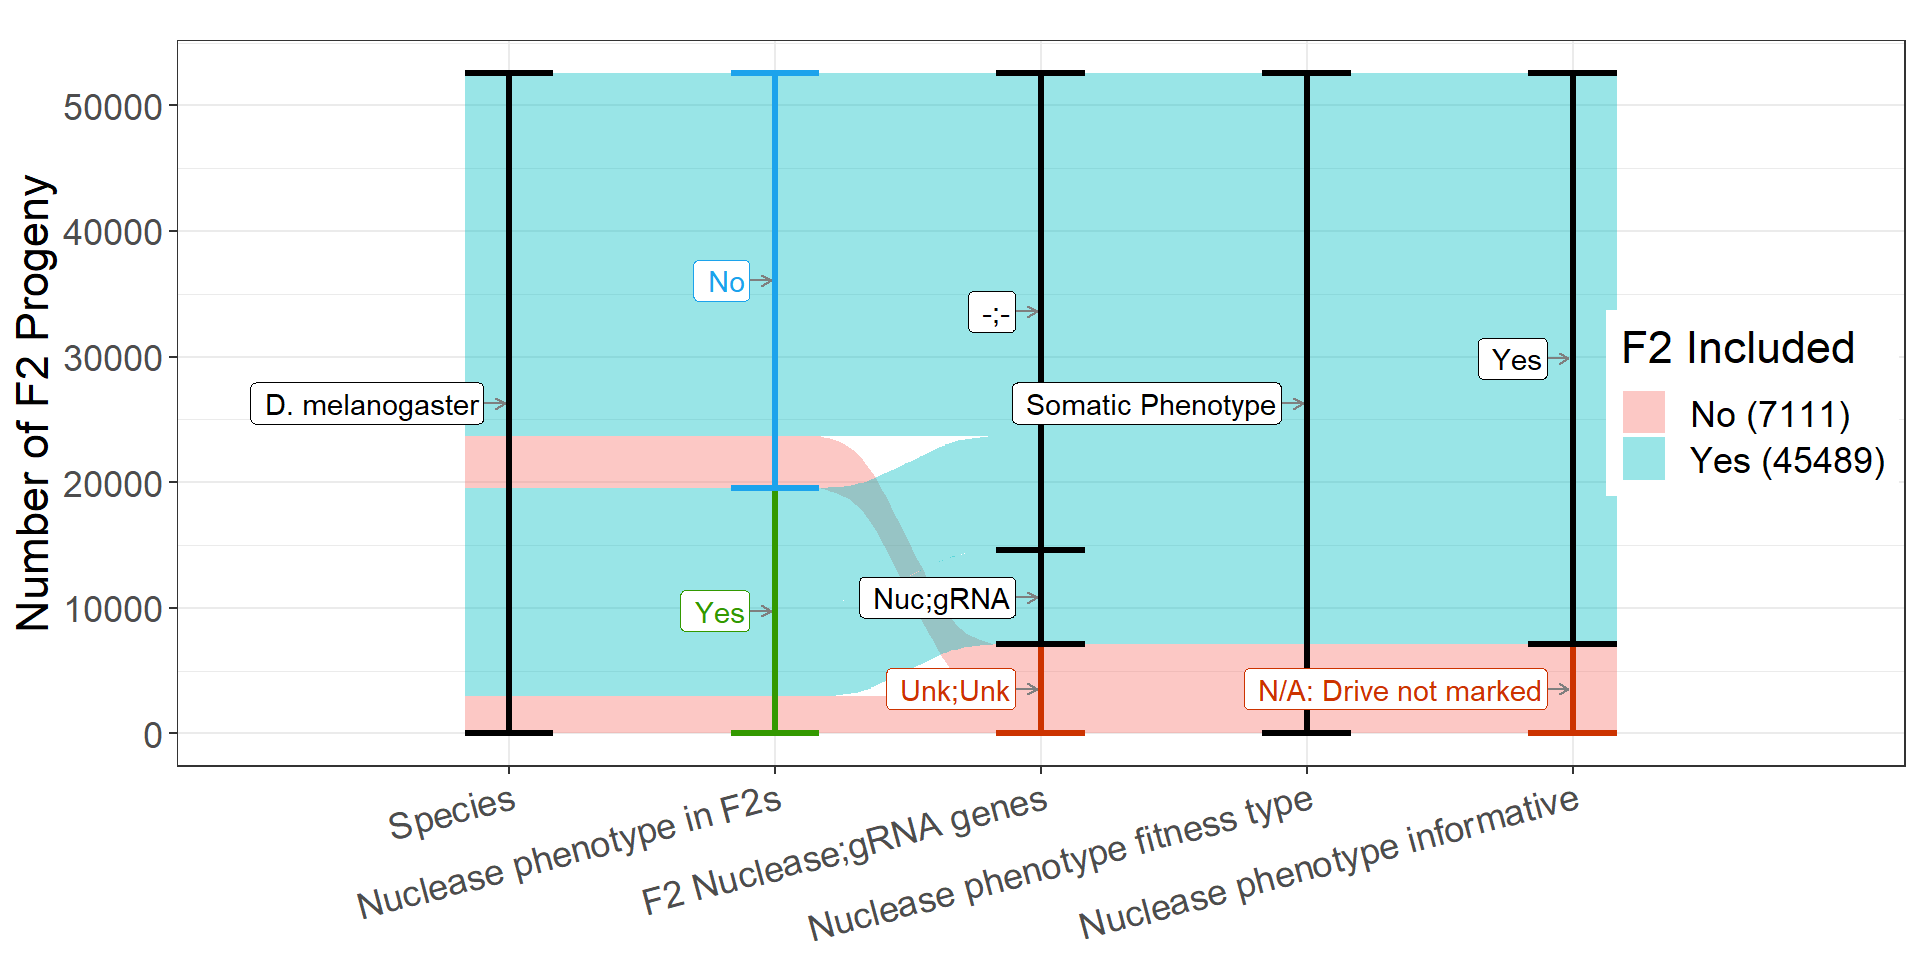 Number of F2 Progeny
50000
40000
30000
20000
10000
0
D. melanogaster
No
Yes
-;-
Nuc;gRNA
Unk;Unk
Somatic Phenotype
Yes
N/A: Drive not marked
F2 Included
No (7111)
Yes (45489)
Species
Nuclease phenotype in F2s
F2 Nuclease;gRNA genes
Nuclease phenotype fitness type
Nuclease phenotype informative